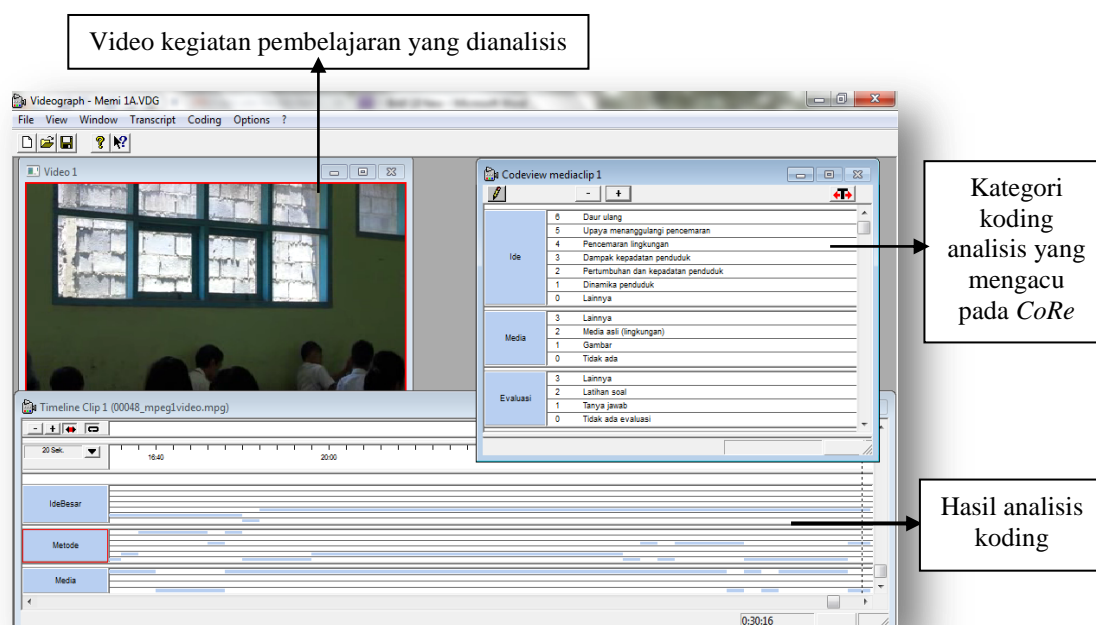 Video kegiatan pembelajaran yang dianalisis
Videograph - Memi 1A.VDG
File View Window Transcript Coding Options ?
Video 1
Codeview mediaclip 1
- +
T
Ide
6 Daur ulang
5 Upaya menanggulangi pencemaran
4 Pencemaran lingkungan
3 Dampak kepadatan penduduk
2 Pertumbuhan dan kepadatan penduduk
1 Dinamika penduduk
0 Lainnya
Media
3 Lainnya
2 Media asli (lingkungan)
1 Gambar
0 Tidak ada
Evaluasi
3 Lainnya
2 Latihan soal
1 Tanya jawab
0 Tidak ada evaluasi
Kategori
koding
analisis yang
mengacu
pada CoRe
Timeline Clip 1 (00048_mpeg1video.mpg)
- +
20 Sek.
16:40 20:00
IdeBesar
Metode
Media
0:30:16
Hasil analisis
koding